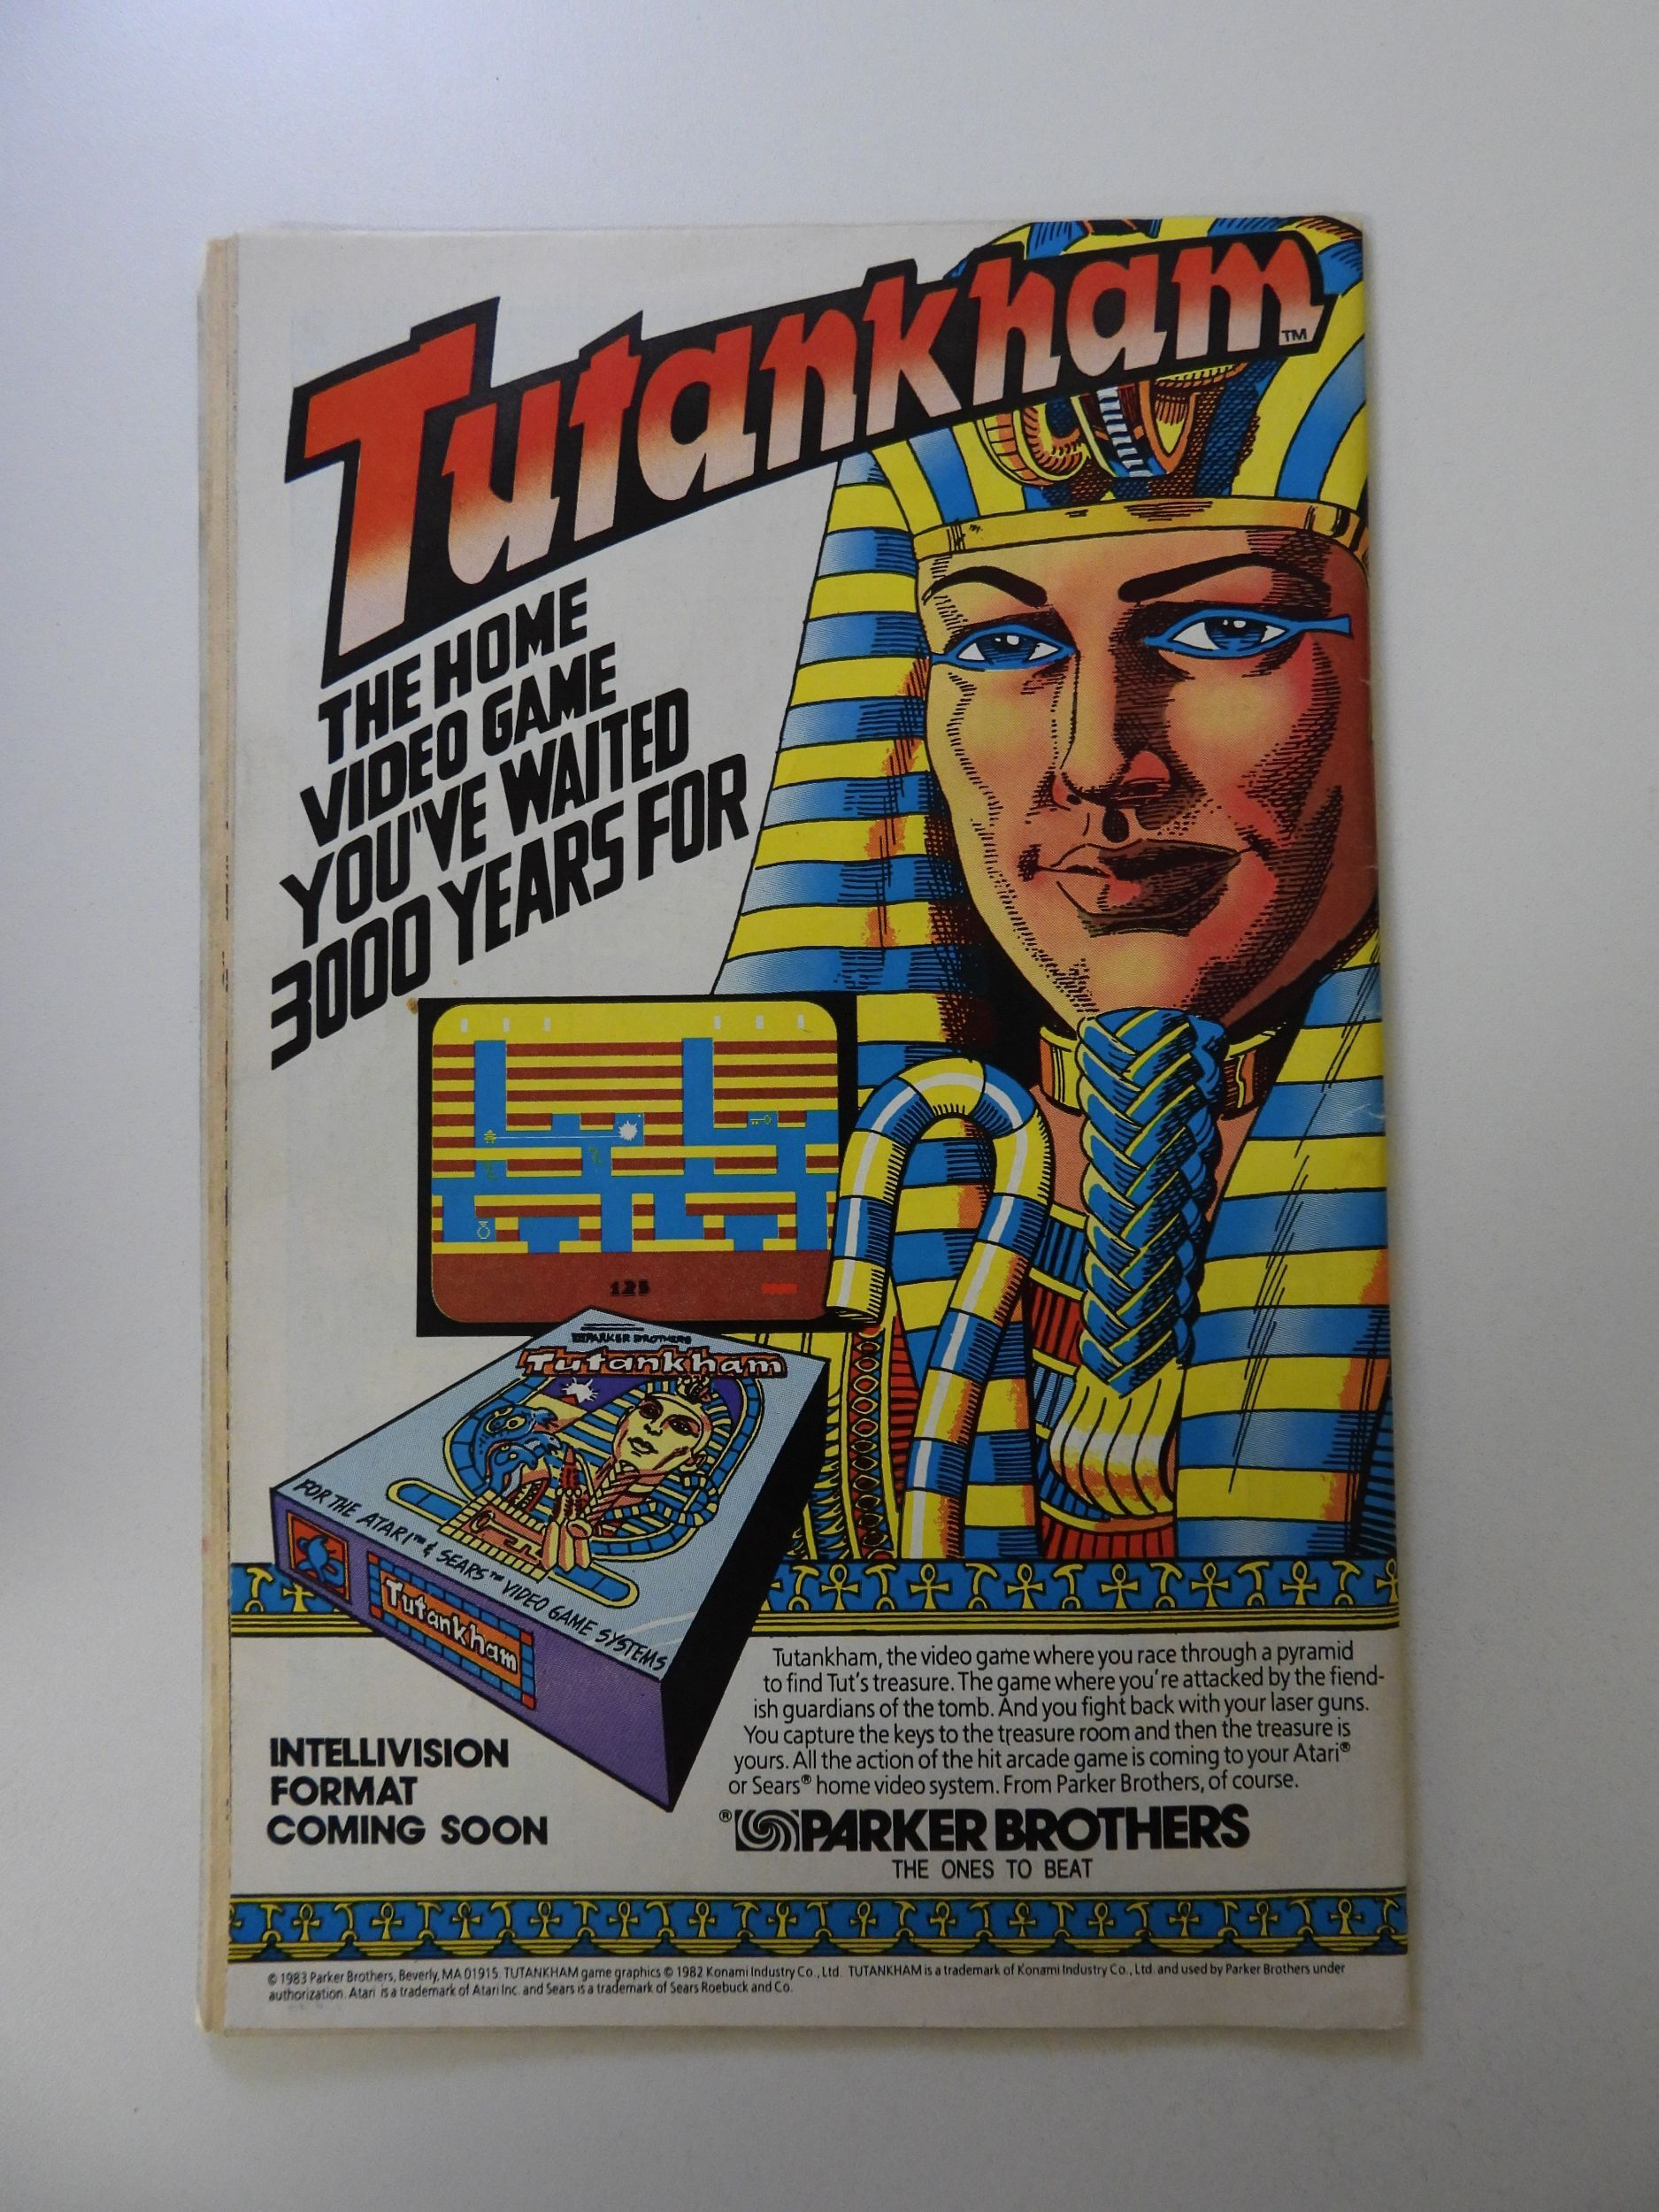 Tutankham™
THE HOME
VIDEO GAME
YOU'VE WAITED
3000 YEARS FOR
125
PARKER BROTHERS
Tutankham
FOR THE ATARI™ & SEARS™ VIDEO GAME SYSTEMS
Tutankham
Tutankham, the video game where you race through a pyramid
to find Tut's treasure. The game where you're attacked by the fiend-
ish guardians of the tomb. And you fight back with your laser guns.
You capture the keys to the treasure room and then the treasure is
yours. All the action of the hit arcade game is coming to your Atari®
or Sears® home video system. From Parker Brothers, of course.
INTELLIVISION
FORMAT
COMING SOON
® PARKER BROTHERS
THE ONES TO BEAT
© 1983 Parker Brothers, Beverly, MA 01915. TUTANKHAM game graphics © 1982 Konami Industry Co., Ltd. TUTANKHAM is a trademark of Konami Industry Co., Ltd. and used by Parker Brothers under
authorization. Atari is a trademark of Atari Inc. and Sears is a trademark of Sears Roebuck and Co.